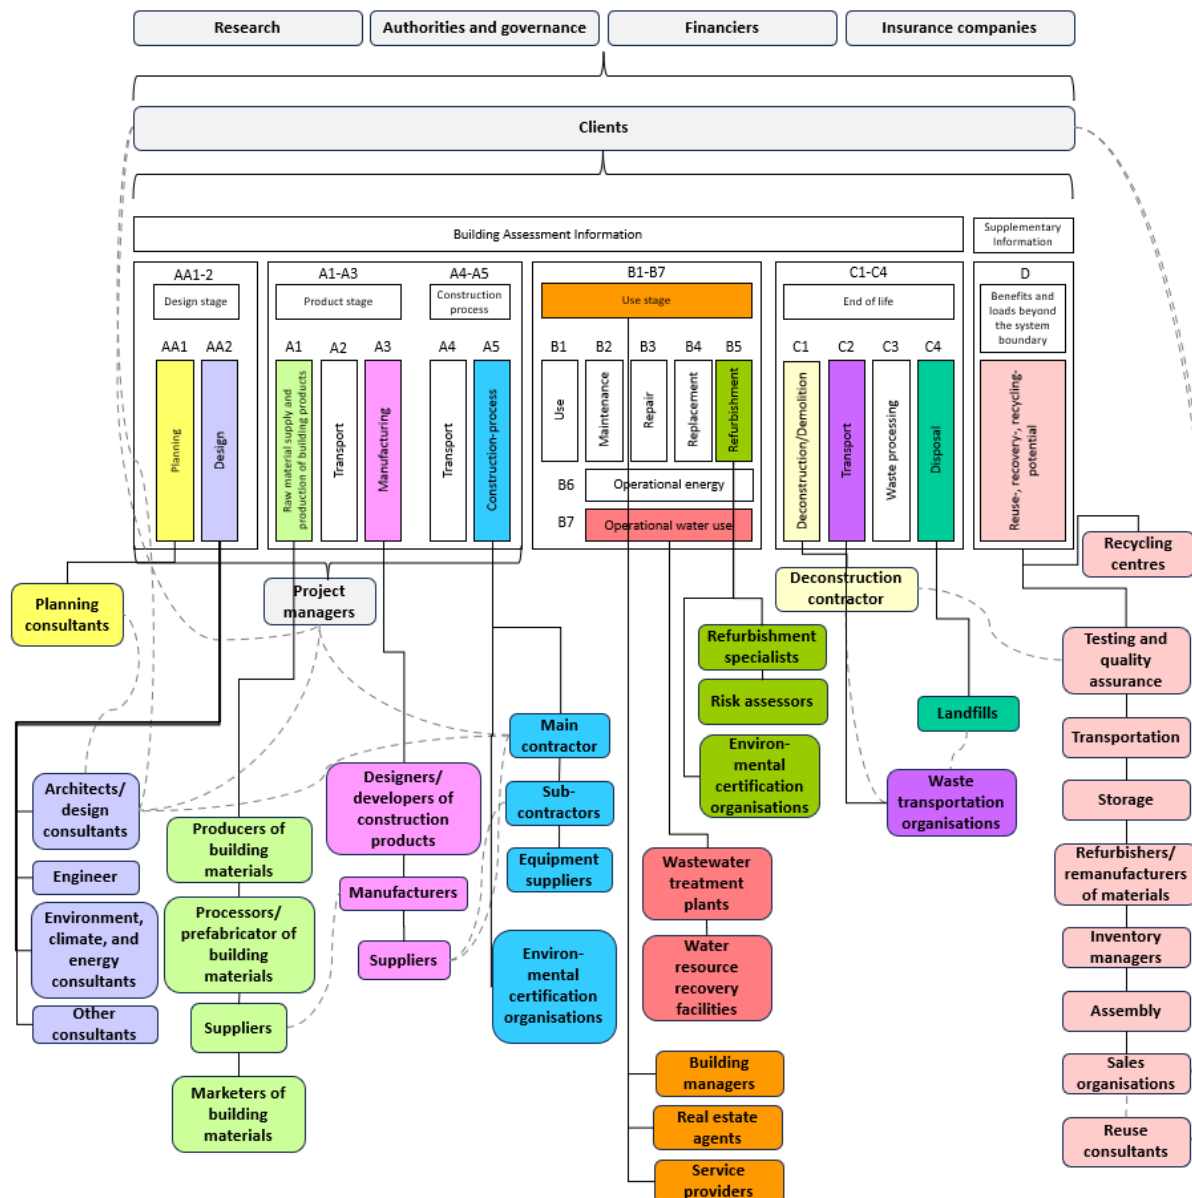 Research
Authorities and governance
Financiers
Insurance companies
Clients
Building Assessment Information
Supplementary
Information
AA1-2
Design stage
A1-A3
Product stage
A4-A5
Construction
process
B1-B7
Use stage
C1-C4
End of life
D
Benefits and
loads beyond
the system
boundary
AA1
AA2
A1
A2
A3
A4
A5
B1
B2
B3
B4
B5
C1
C2
C3
C4
Planning
Design
Raw material supply and
production of building products
Transport
Manufacturing
Transport
Construction-process
Use
Maintenance
Repair
Replacement
Refurbishment
B6
Operational energy
B7
Operational water use
Deconstruction/Demolition
Transport
Waste processing
Disposal
Reuse-, recovery-, recycling-
potential
Recycling
centres
Planning
consultants
Project
managers
Deconstruction
contractor
Refurbishment
specialists
Testing and
quality
assurance
Risk assessors
Landfills
Main
contractor
Transportation
Environ-
mental
certification
organisations
Architects/
design
consultants
Designers/
developers of
construction
products
Sub-
contractors
Waste
transportation
organisations
Storage
Producers of
building
materials
Equipment
suppliers
Wastewater
treatment
plants
Refurbishers/
remanufacturers
of materials
Engineer
Manufacturers
Environment,
climate, and
energy
consultants
Processors/
prefabricator of
building
materials
Suppliers
Environ-
mental
certification
organisations
Water
resource
recovery
facilities
Inventory
managers
Other
consultants
Suppliers
Assembly
Marketers of
building
materials
Building
managers
Sales
organisations
Real estate
agents
Reuse
consultants
Service
providers